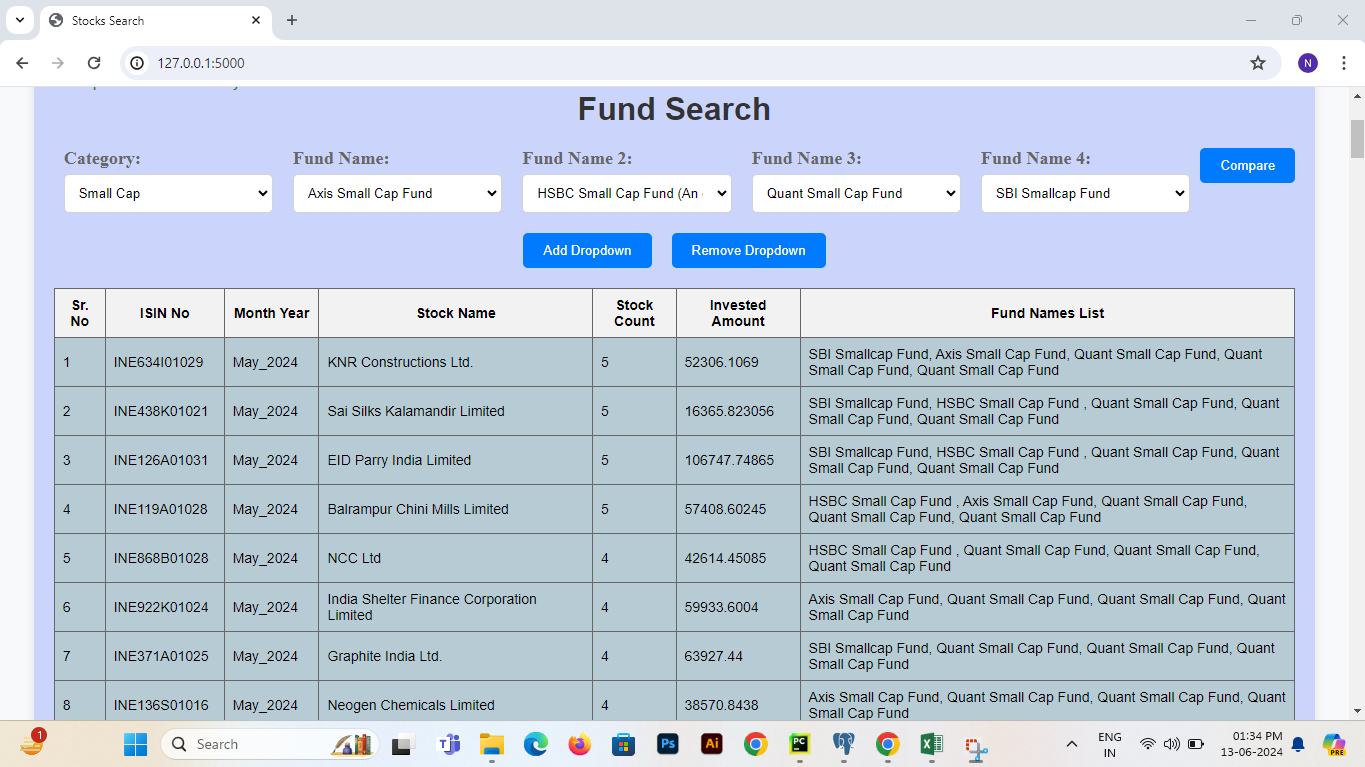 Stocks Search
127.0.0.1:5000
N
Fund Search
Category:
Fund Name:
Fund Name 2:
Fund Name 3:
Fund Name 4:
Compare
Small Cap
Axis Small Cap Fund
HSBC Small Cap Fund (An
Quant Small Cap Fund
SBI Smallcap Fund
Add Dropdown
Remove Dropdown
Sr. No
ISIN No
Month Year
Stock Name
Stock Count
Invested Amount
Fund Names List
1 INE634I01029 May_2024 KNR Constructions Ltd. 5 52306.1069 SBI Smallcap Fund, Axis Small Cap Fund, Quant Small Cap Fund, Quant
Small Cap Fund, Quant Small Cap Fund
2 INE438K01021 May_2024 Sai Silks Kalamandir Limited 5 16365.823056 SBI Smallcap Fund, HSBC Small Cap Fund , Quant Small Cap Fund, Quant
Small Cap Fund, Quant Small Cap Fund
3 INE126A01031 May_2024 EID Parry India Limited 5 106747.74865 SBI Smallcap Fund, HSBC Small Cap Fund , Quant Small Cap Fund, Quant
Small Cap Fund, Quant Small Cap Fund
4 INE119A01028 May_2024 Balrampur Chini Mills Limited 5 57408.60245 HSBC Small Cap Fund , Axis Small Cap Fund, Quant Small Cap Fund,
Quant Small Cap Fund, Quant Small Cap Fund
5 INE868B01028 May_2024 NCC Ltd 4 42614.45085 HSBC Small Cap Fund , Quant Small Cap Fund, Quant Small Cap Fund,
Quant Small Cap Fund
6 INE922K01024 May_2024 India Shelter Finance Corporation Limited 4 59933.6004 Axis Small Cap Fund, Quant Small Cap Fund, Quant Small Cap Fund, Quant
Small Cap Fund
7 INE371A01025 May_2024 Graphite India Ltd. 4 63927.44 SBI Smallcap Fund, Quant Small Cap Fund, Quant Small Cap Fund, Quant
Small Cap Fund
8 INE136S01016 May_2024 Neogen Chemicals Limited 4 38570.8438 Axis Small Cap Fund, Quant Small Cap Fund, Quant Small Cap Fund, Quant
Small Cap Fund
1
Search
Ps
Ai
PC
PRE
ENG
IN
01:34 PM
13-06-2024